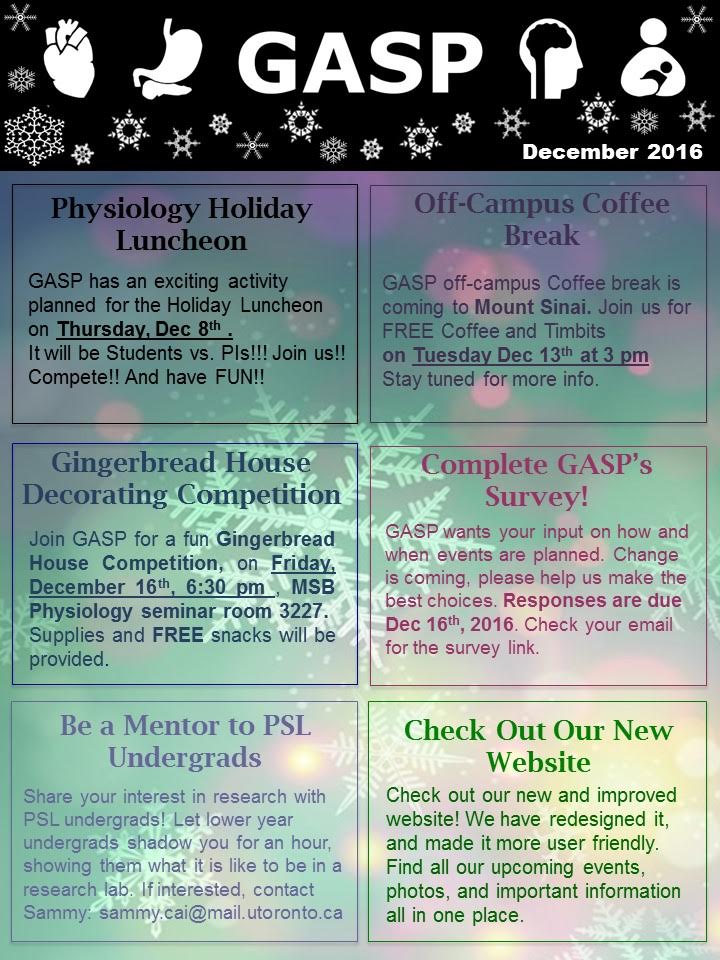 GASP
December 2016
Physiology Holiday
Luncheon
GASP has an exciting activity
planned for the Holiday Luncheon
on Thursday, Dec 8th .
It will be Students vs. PIs!!! Join us!!
Compete!! And have FUN!!
Off-Campus Coffee
Break
GASP off-campus Coffee break is
coming to Mount Sinai. Join us for
FREE Coffee and Timbits
on Tuesday Dec 13th at 3 pm
Stay tuned for more info.
Gingerbread House
Decorating Competition
Join GASP for a fun Gingerbread
House Competition, on Friday,
December 16th, 6:30 pm , MSB
Physiology seminar room 3227.
Supplies and FREE snacks will be
provided.
Complete GASP's
Survey!
GASP wants your input on how and
when events are planned. Change
is coming, please help us make the
best choices. Responses are due
Dec 16th, 2016. Check your email
for the survey link.
Be a Mentor to PSL
Undergrads
Share your interest in research with
PSL undergrads! Let lower year
undergrads shadow you for an hour,
showing them what it is like to be in a
research lab. If interested, contact
Sammy: sammy.cai@mail.utoronto.ca
Check Out Our New
Website
Check out our new and improved
website! We have redesigned it,
and made it more user friendly.
Find all our upcoming events,
photos, and important information
all in one place.